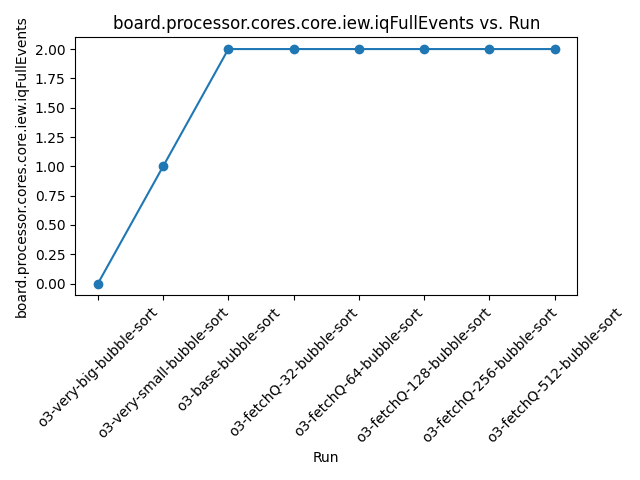 board.processor.cores.core.iew.iqFullEvents vs. Run
board.processor.cores.core.iew.iqFullEvents
2.00
1.75
1.50
1.25
1.00
0.75
0.50
0.25
0.00
o3-very-big-bubble-sort
o3-very-small-bubble-sort
o3-base-bubble-sort
o3-fetchQ-32-bubble-sort
o3-fetchQ-64-bubble-sort
o3-fetchQ-128-bubble-sort
o3-fetchQ-256-bubble-sort
o3-fetchQ-512-bubble-sort
Run